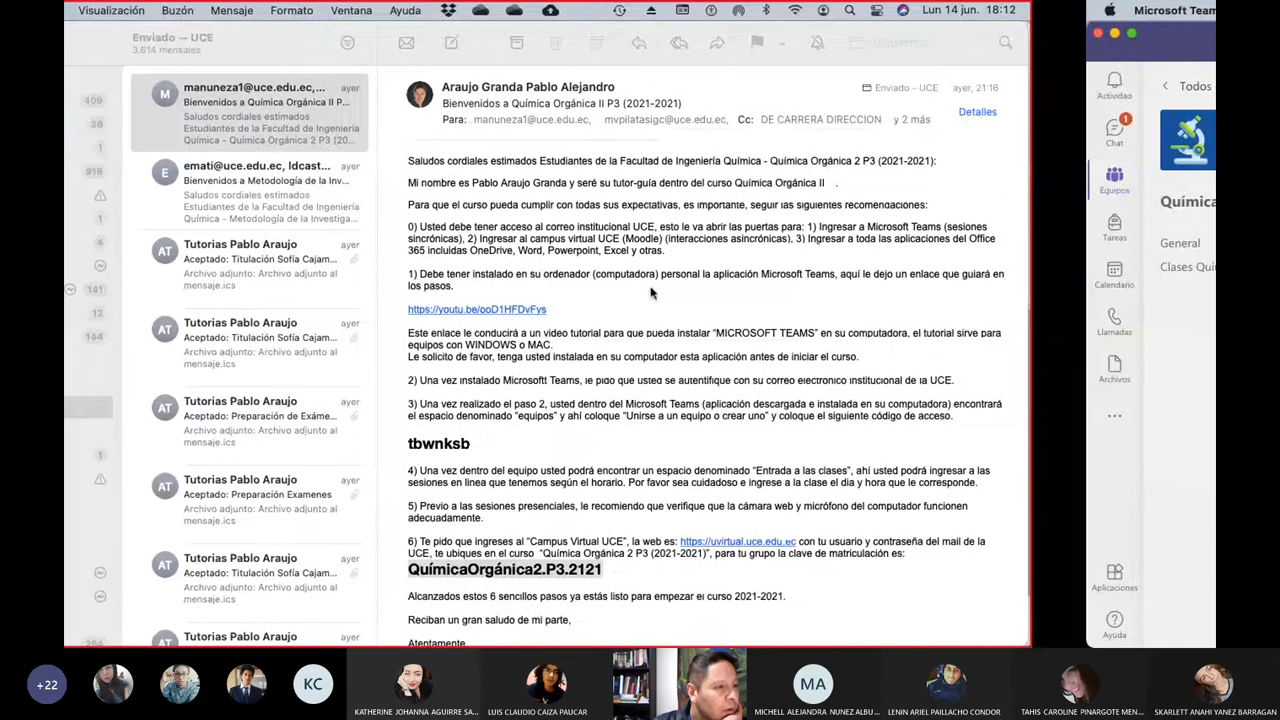 Visualización Buzón Mensaje Formato Ventana Ayuda
Lun 14 jun. 18:12
Microsoft Team
Enviado — UCE
3.614 mensajes
409
38
1
918
1
4
141
12
144
1
manuneza1@uce.edu.ec,...
ayer
Bienvenidos a Química Orgánica II P...
Saludos cordiales estimados
Estudiantes de la Facultad de Ingeniería
Química - Química Orgánica 2 P3 (20...
emati@uce.edu.ec, ldcast...
ayer
Bienvenido a Metodología de la Inv...
Saludos cordiales estimados
Estudiantes de la Facultad de Ingeniería
Química - Metodología de la Investiga...
Tutorias Pablo Araujo
ayer
Aceptado: Titulación Sofía Cajam...
Archivo adjunto al
mensaje.ics
Tutorias Pablo Araujo
ayer
Aceptado: Titulación Sofía Cajam...
Archivo adjunto al
mensaje.ics
Tutorias Pablo Araujo
ayer
Aceptado: Preparación de Exáme...
Archivo adjunto al
mensaje.ics
Tutorias Pablo Araujo
ayer
Aceptado: Preparación Examenes
Archivo adjunto al
mensaje.ics
Tutorias Pablo Araujo
ayer
Aceptado: Titulación Sofía Cajam...
Archivo adjunto al
mensaje.ics
Tutorias Pablo Araujo
ayer
M
E
AT
AT
AT
AT
AT
AT
Araujo Granda Pablo Alejandro
Enviado - UCE
ayer, 21:16
Bienvenidos a Química Orgánica II P3 (2021-2021)
Para: manuneza1@uce.edu.ec, mvpilatasigc@uce.edu.ec, Cc: DE CARRERA DIRECCION y 2 más
Detalles
Saludos cordiales estimados Estudiantes de la Facultad de Ingeniería Química - Química Orgánica 2 P3 (2021-2021):
Mi nombre es Pablo Araujo Granda y seré su tutor-guía dentro del curso Química Orgánica II .
Para que el curso pueda cumplir con todas sus expectativas, es importante, seguir las siguientes recomendaciones:
0) Usted debe tener acceso al correo institucional UCE, esto le va abrir las puertas para: 1) Ingresar a Microsoft Teams (sesiones
sincrónicas), 2) Ingresar al campus virtual UCE (Moodle) (interacciones asincrónicas), 3) Ingresar a toda las aplicaciones del Office
365 incluidas OneDrive, Word, Powerpoint, Excel y otras.
1) Debe tener instalado en su ordenador (computadora) personal la aplicación Microsoft Teams, aquí le dejo un enlace que guiará en
los pasos.
https://youtu.be/ooD1HFDvFys
Este enlace le conducirá a un video tutorial para que pueda instalar "MICROSOFT TEAMS" en su computadora, el tutorial sirve para
equipos con WINDOWS o MAC.
Le solicito de favor, tenga usted instalada en su computador esta aplicación antes de iniciar el curso.
2) Una vez instalado Microsoftt Teams, le pido que usted se autentifique con su correo electronico institucional de la UCE.
3) Una vez realizado el paso 2, usted dentro del Microsoft Teams (aplicación descargada e instalada en su computadora) encontrará
el espacio denominado "equipos" y ahí coloque "Unirse a un equipo o crear uno" y coloque el siguiente código de acceso.
tbwnksb
4) Una vez dentro del equipo usted podrá encontrar un espacio denominado "Entrada a las clases", ahí usted podrá ingresar a las
sesiones en linea que tenemos según el horario. Por favor sea cuidadoso e ingrese a la clase el dia y hora que le corresponde.
5) Previo a las sesiones presenciales, le recomiendo que verifique que la cámara web y micrófono del computador funcionen
adecuadamente.
6) Te pido que ingreses al "Campus Virtual UCE", la web es: https://uvirtual.uce.edu.ec con tu usuario y contraseña del mail de la
UCE, te ubiques en el curso "Química Orgánica 2 P3 (2021-2021)", para tu grupo la clave de matriculación es:
QuímicaOrgánica2.P3.2121
Alcanzados estos 6 sencillos pasos ya estás listo para empezar el curso 2021-2021.
Reciban un gran saludo de mi parte,
Atentamente
Actividad
Chat
1
Equipos
Tareas
Calendario
Llamadas
Archivos
Aplicaciones
Ayuda
Todos
Química
General
Clases Quí
+22
KC
KATHERINE JOHANNA AGUIRRE SA...
LUIS CLAUDIO CAIZA PAUCAR
MA
MICHELL ALEJANDRA NUNEZ ALBU...
LENIN ARIEL PAILLACHO CONDOR
TAHIS CAROLINE PINARGOTE MEN...
SKARLETT ANAHI YANEZ BARRAGAN